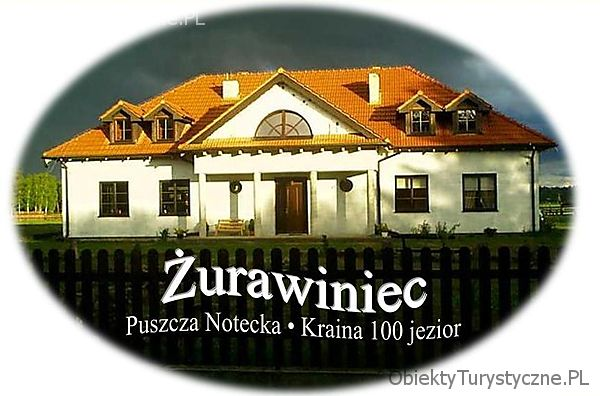 Żurawiniec
Puszcza Notecka • Kraina 100 jezior
ObiektyTurystyczne.PL